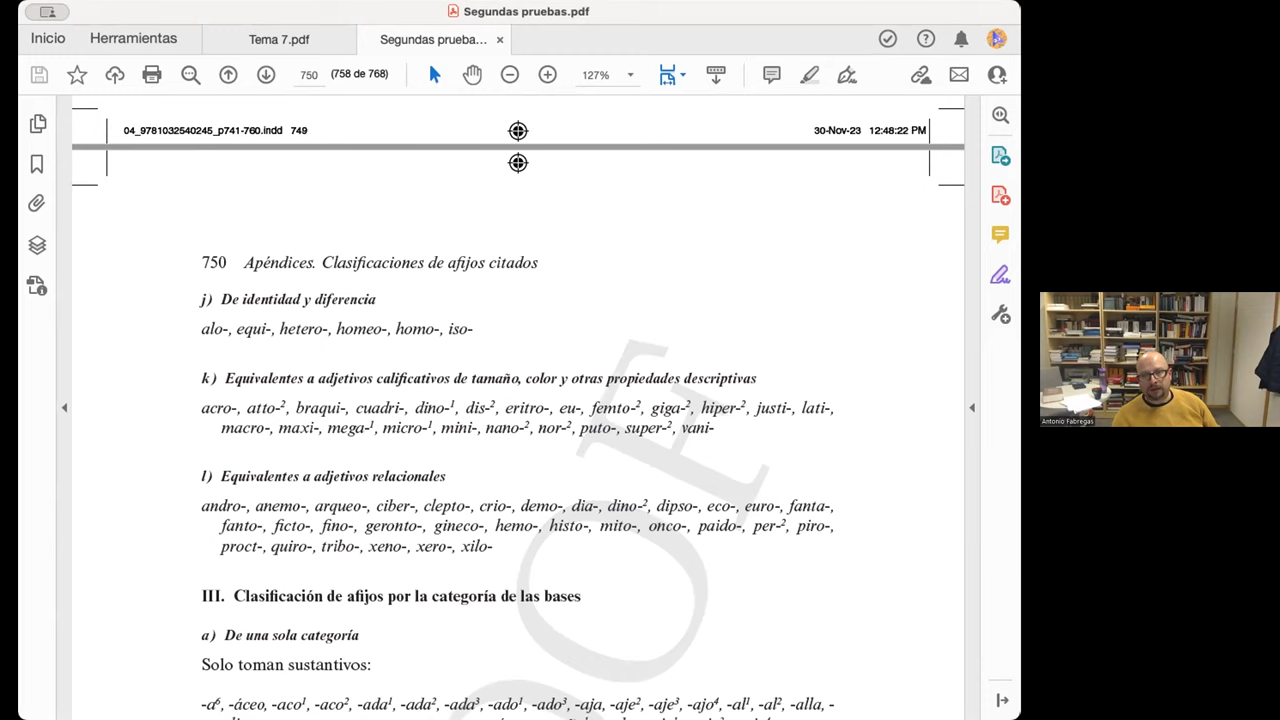 Segundas pruebas.pdf
Inicio Herramientas Tema 7.pdf Segundas prueba... ×
750 (758 de 768) 127%
04_9781032540245_p741-760.indd 749 30-Nov-23 12:48:22 PM
750 Apéndices. Clasificaciones de afijos citados
j) De identidad y diferencia
alo-, equi-, hetero-, homeo-, homo-, iso-
k) Equivalentes a adjetivos calificativos de tamaño, color y otras propiedades descriptivas
acro-, atto-², braqui-, cuadri-, dino-¹, dis-², eritro-, eu-, femto-², giga-², hiper-², justi-, lati-,
macro-, maxi-, mega-¹, micro-¹, mini-, nano-², nor-², puto-, super-², vani-
l) Equivalentes a adjetivos relacionales
andro-, anemo-, arqueo-, ciber-, clepto-, crio-, demo-, dia-, dino-², dipso-, eco-, euro-, fanta-,
fanto-, ficto-, fino-, geronto-, gineco-, hemo-, histo-, mito-, onco-, paido-, per-², piro-,
proct-, quiro-, tribo-, xeno-, xero-, xilo-
III. Clasificación de afijos por la categoría de las bases
a) De una sola categoría
Solo toman sustantivos:
-a⁶, -áceo, -aco¹, -aco², -ada¹, -ada², -ada³, -ado¹, -ado³, -aja, -aje², -aje³, -ajo⁴, -al¹, -al², -alla, -
Antonio Fabregas